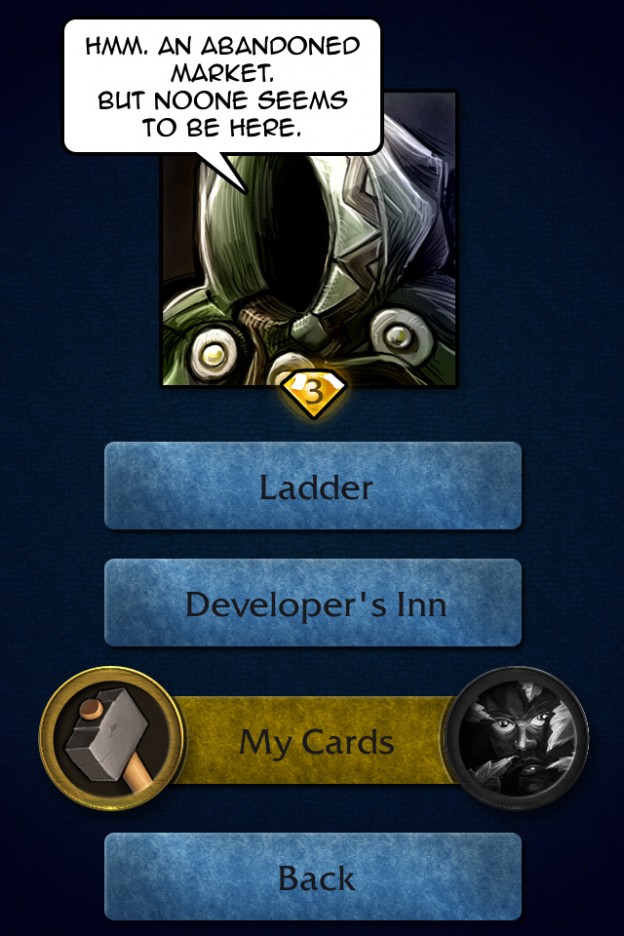 HMM. AN ABANDONED
MARKET.
BUT NOONE SEEMS
TO BE HERE.
3
Ladder
Developer's Inn
My Cards
Back